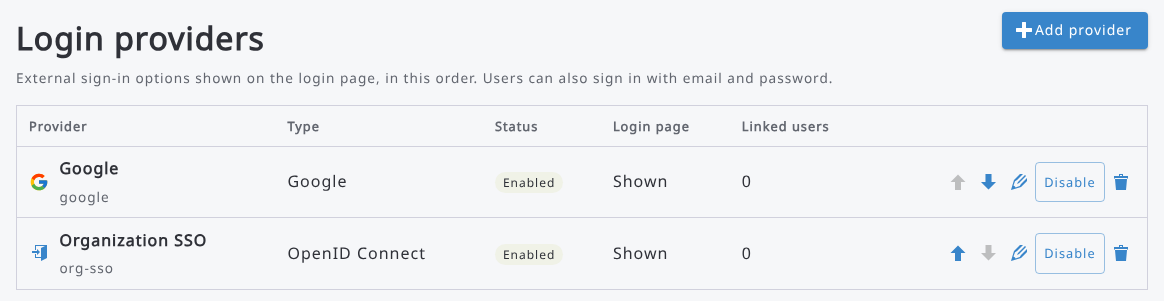 Login providers
Add provider
External sign-in options shown on the login page, in this order. Users can also sign in with email and password.
Provider Type Status Login page Linked users
Google
google
Google Enabled Shown 0 Disable
Organization SSO
org-sso
OpenID Connect Enabled Shown 0 Disable